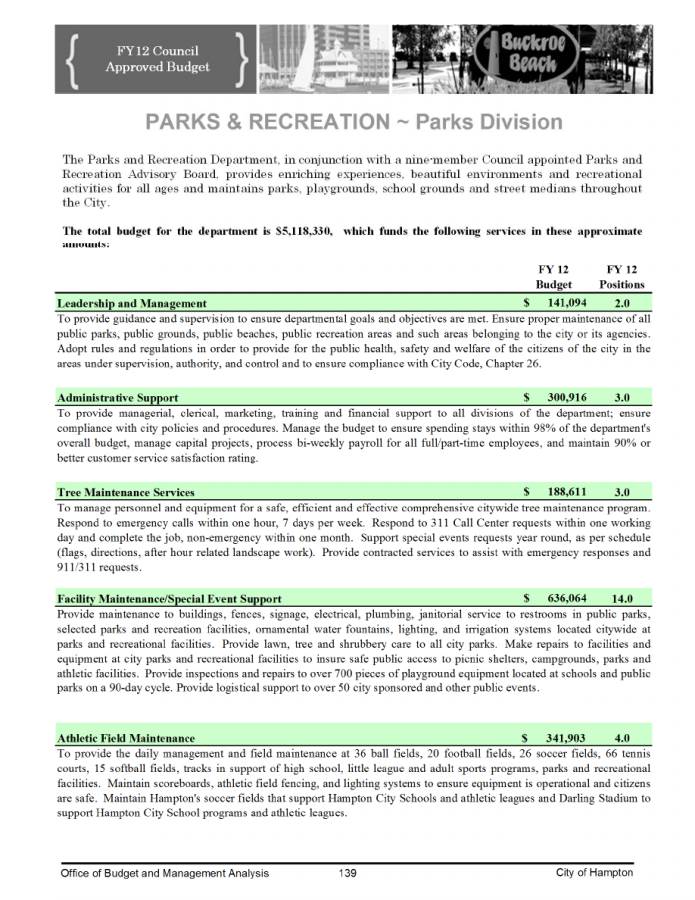 FY12 Council
Approved Budget
Buckroe
Beach
PARKS & RECREATION ~ Parks Division
The Parks and Recreation Department, in conjunction with a nine-member Council appointed Parks and
Recreation Advisory Board, provides enriching experiences, beautiful environments and recreational
activities for all ages and maintains parks, playgrounds, school grounds and street medians throughout
the City.
The total budget for the department is $5,118,330, which funds the following services in these approximate
amounts:
FY 12 FY 12
Budget Positions
Leadership and Management $ 141,094 2.0
To provide guidance and supervision to ensure departmental goals and objectives are met. Ensure proper maintenance of all
public parks, public grounds, public beaches, public recreation areas and such areas belonging to the city or its agencies.
Adopt rules and regulations in order to provide for the public health, safety and welfare of the citizens of the city in the
areas under supervision, authority, and control and to ensure compliance with City Code, Chapter 26.
Administrative Support $ 300,916 3.0
To provide managerial, clerical, marketing, training and financial support to all divisions of the department; ensure
compliance with city policies and procedures. Manage the budget to ensure spending stays within 98% of the department's
overall budget, manage capital projects, process bi-weekly payroll for all full/part-time employees, and maintain 90% or
better customer service satisfaction rating.
Tree Maintenance Services $ 188,611 3.0
To manage personnel and equipment for a safe, efficient and effective comprehensive citywide tree maintenance program.
Respond to emergency calls within one hour, 7 days per week. Respond to 311 Call Center requests within one working
day and complete the job, non-emergency within one month. Support special events requests year round, as per schedule
(flags, directions, after hour related landscape work). Provide contracted services to assist with emergency responses and
911/311 requests.
Facility Maintenance/Special Event Support $ 636,064 14.0
Provide maintenance to buildings, fences, signage, electrical, plumbing, janitorial service to restrooms in public parks,
selected parks and recreation facilities, ornamental water fountains, lighting, and irrigation systems located citywide at
parks and recreational facilities. Provide lawn, tree and shrubbery care to all city parks. Make repairs to facilities and
equipment at city parks and recreational facilities to insure safe public access to picnic shelters, campgrounds, parks and
athletic facilities. Provide inspections and repairs to over 700 pieces of playground equipment located at schools and public
parks on a 90-day cycle. Provide logistical support to over 50 city sponsored and other public events.
Athletic Field Maintenance $ 341,903 4.0
To provide the daily management and field maintenance at 36 ball fields, 20 football fields, 26 soccer fields, 66 tennis
courts, 15 softball fields, tracks in support of high school, little league and adult sports programs, parks and recreational
facilities. Maintain scoreboards, athletic field fencing, and lighting systems to ensure equipment is operational and citizens
are safe. Maintain Hampton's soccer fields that support Hampton City Schools and athletic leagues and Darling Stadium to
support Hampton City School programs and athletic leagues.
Office of Budget and Management Analysis 139 City of Hampton